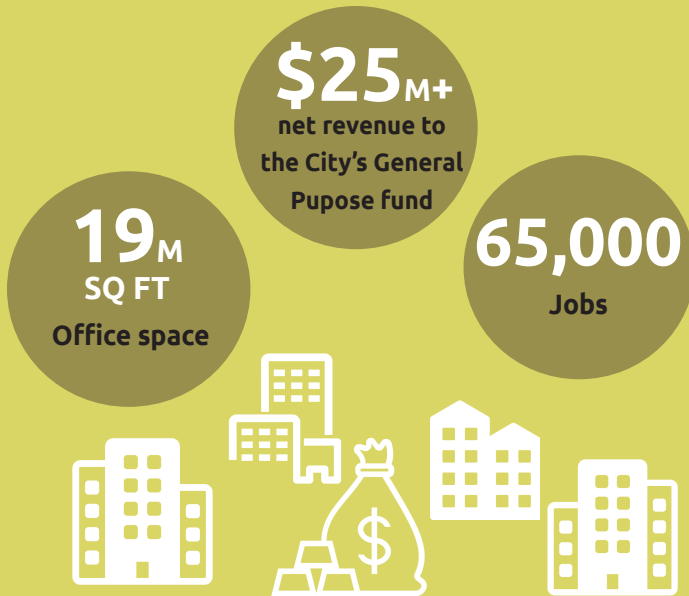 $25M+
net revenue to
the City's General
Pupose fund
19M
SQ FT
Office space
65,000
Jobs
$